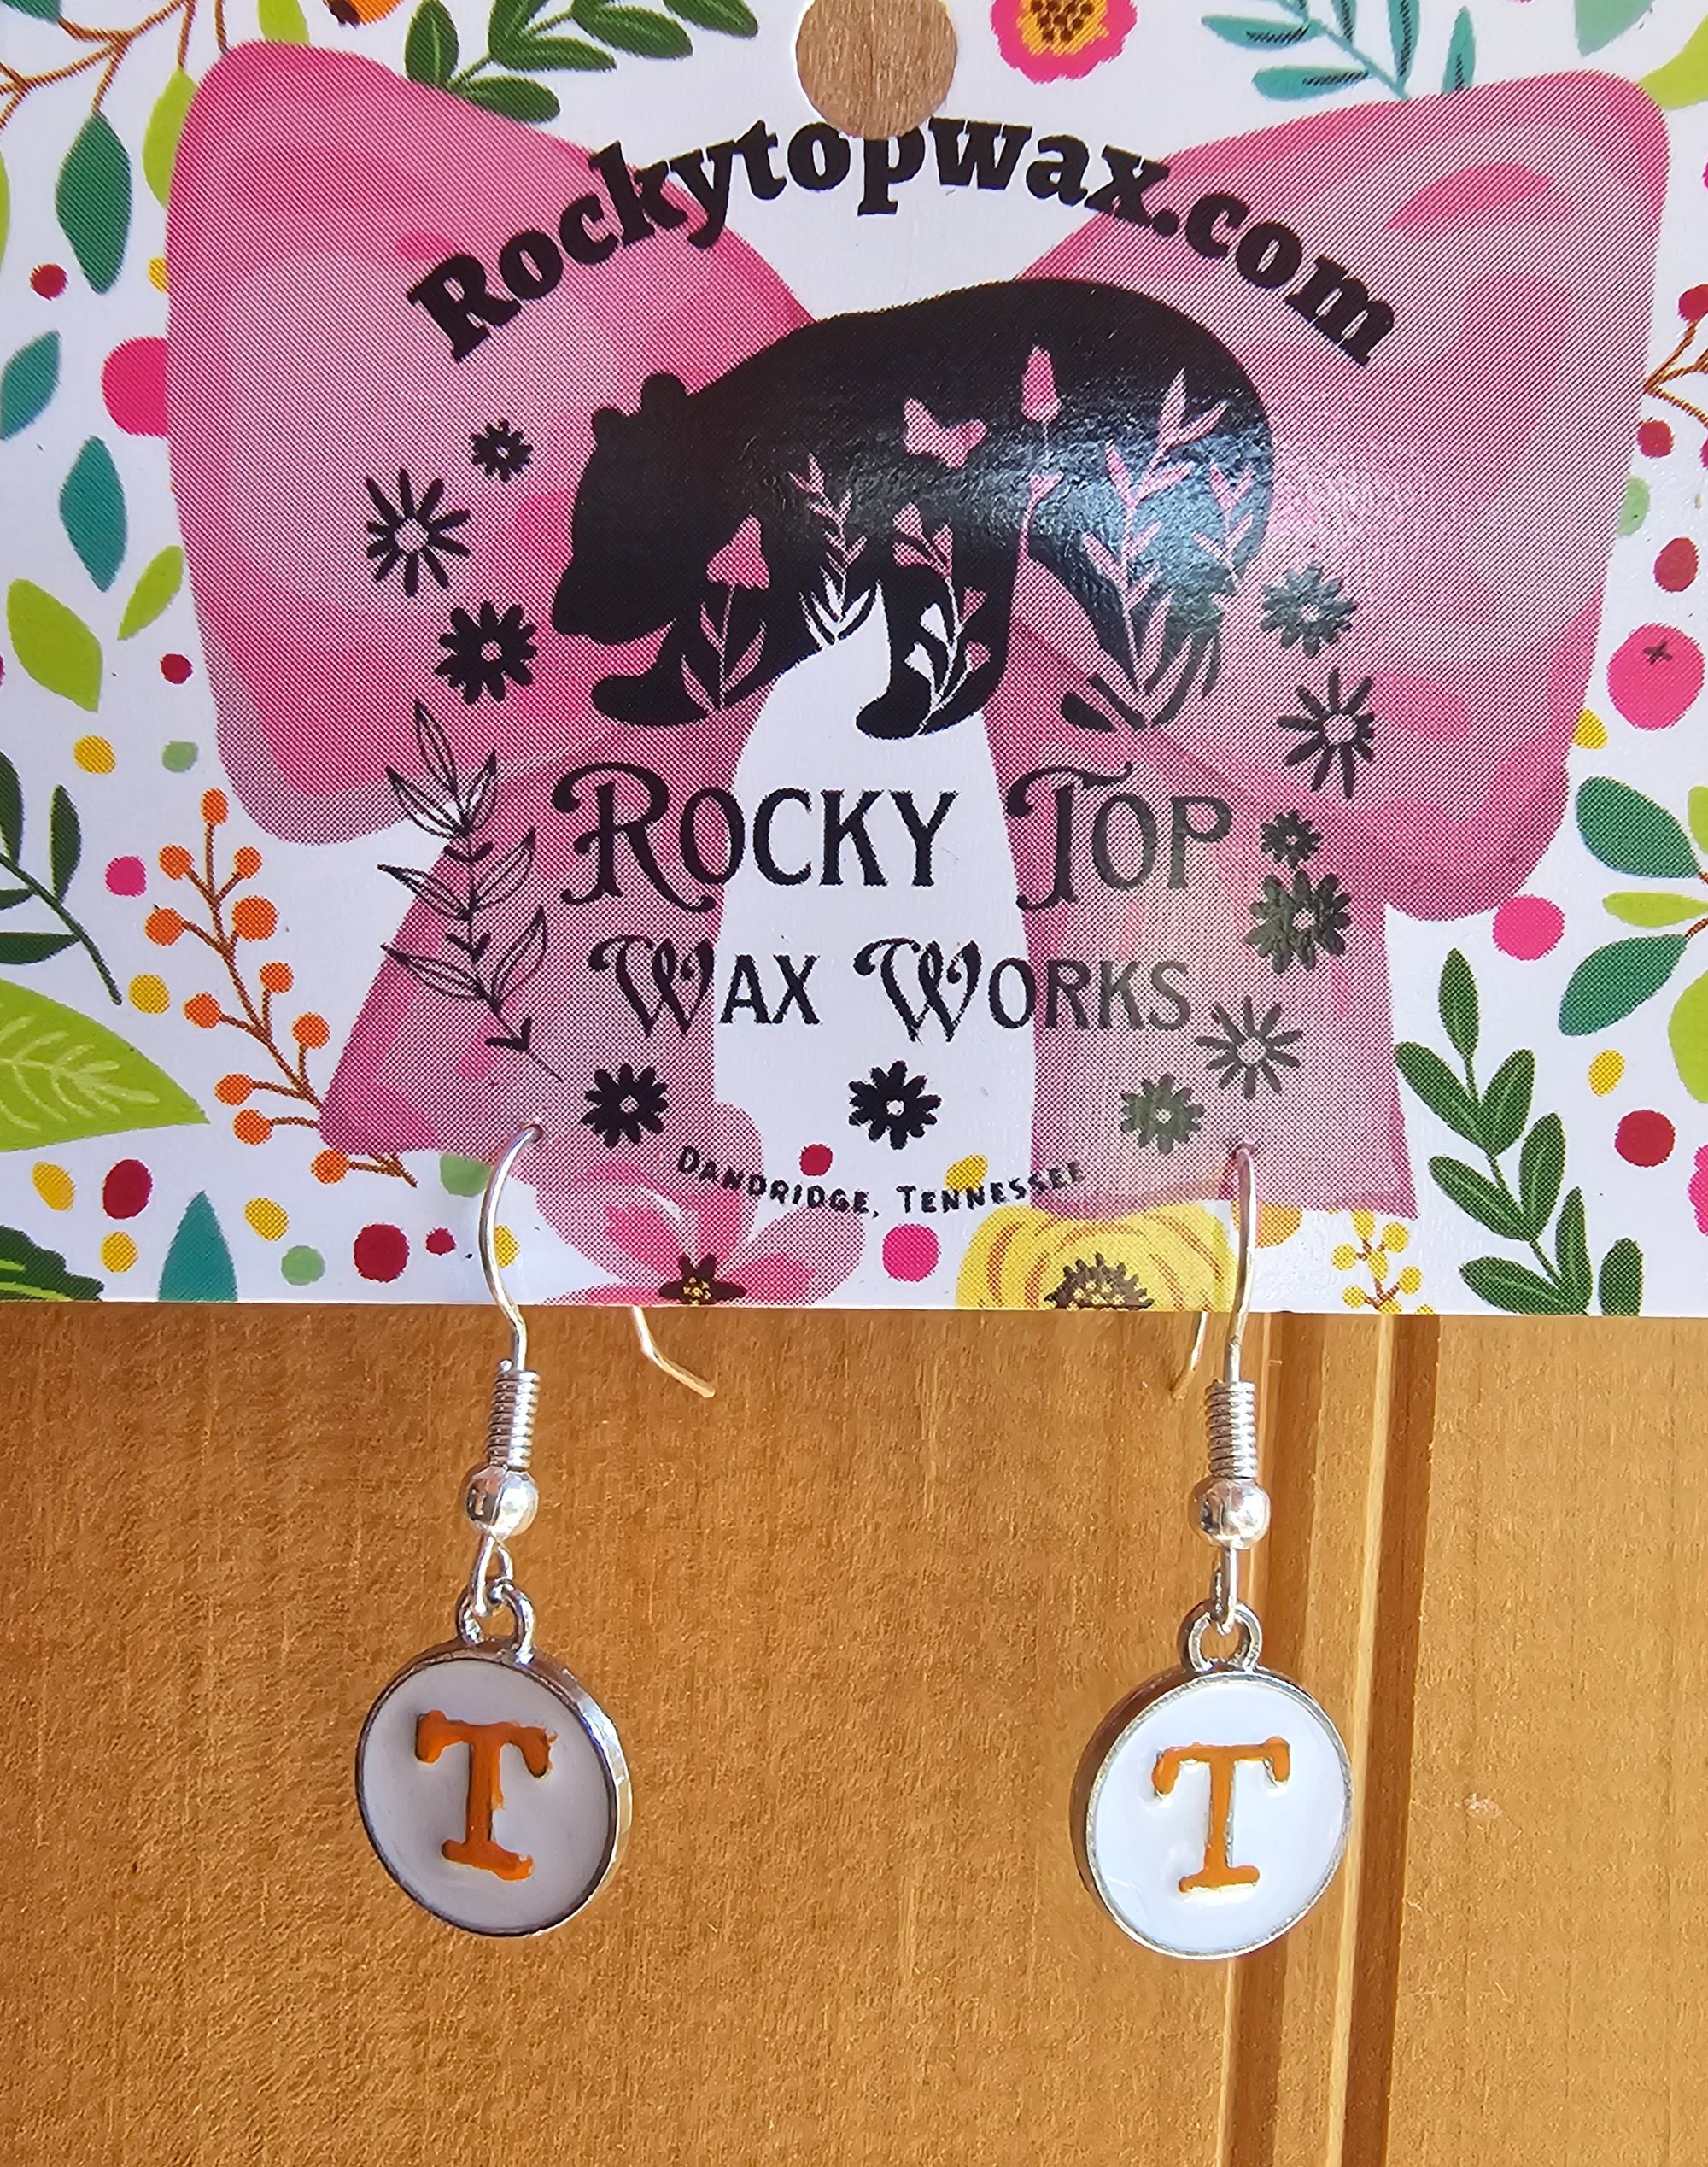 Rockytopwax.com
Rocky Top
Wax Works
Dandridge, Tennessee
T
T